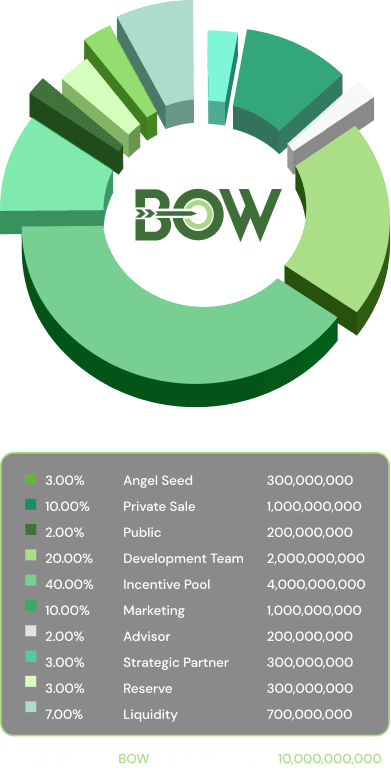 BOW
3.00% Angel Seed 300,000,000
10.00% Private Sale 1,000,000,000
2.00% Public 200,000,000
20.00% Development Team 2,000,000,000
40.00% Incentive Pool 4,000,000,000
10.00% Marketing 1,000,000,000
2.00% Advisor 200,000,000
3.00% Strategic Partner 300,000,000
3.00% Reserve 300,000,000
7.00% Liquidity 700,000,000
BOW 10,000,000,000